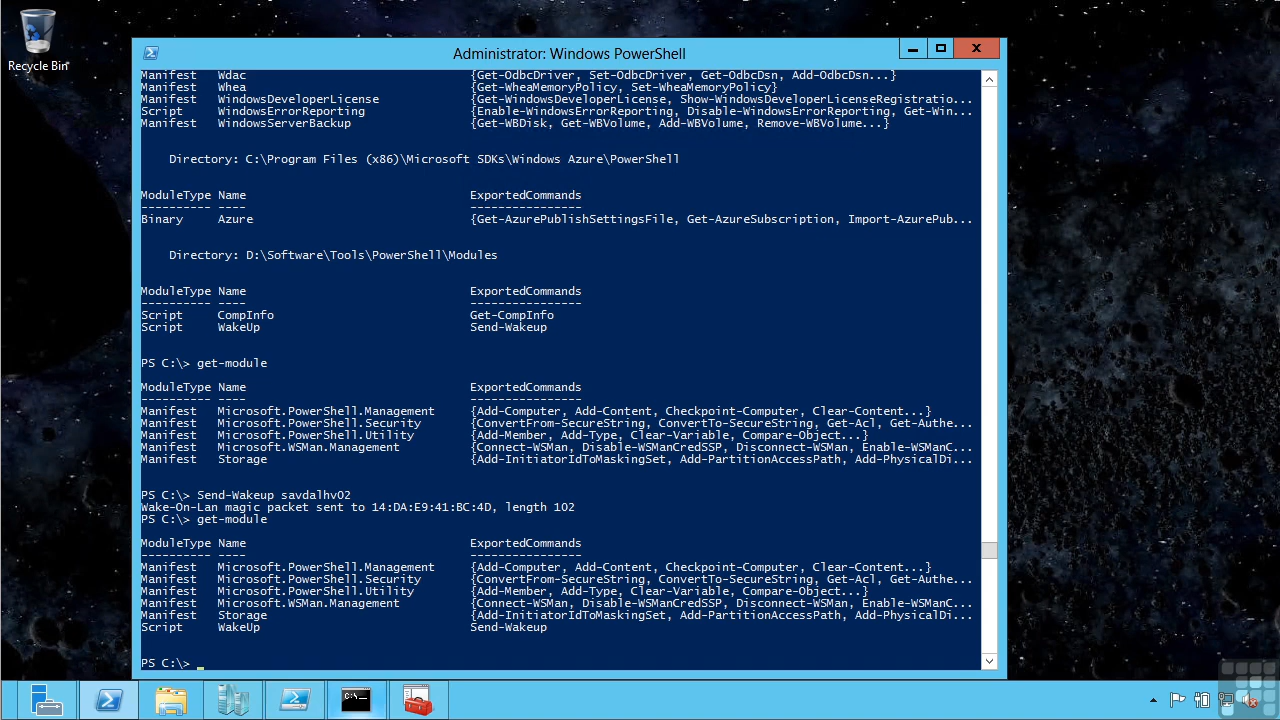 Recycle Bin
Administrator: Windows PowerShell
Manifest Wdac {Get-OdbcDriver, Set-OdbcDriver, Get-OdbcDsn, Add-OdbcDsn...}
Manifest Whea {Get-WheaMemoryPolicy, Set-WheaMemoryPolicy}
Manifest WindowsDeveloperLicense {Get-WindowsDeveloperLicense, Show-WindowsDeveloperLicenseRegistratio...
Script WindowsErrorReporting {Enable-WindowsErrorReporting, Disable-WindowsErrorReporting, Get-Win...
Manifest WindowsServerBackup {Get-WBDisk, Get-WBVolume, Add-WBVolume, Remove-WBVolume...}
Directory: C:\Program Files (x86)\Microsoft SDKs\Windows Azure\PowerShell
ModuleType Name ExportedCommands
---------- ---- ----------------
Binary Azure {Get-AzurePublishSettingsFile, Get-AzureSubscription, Import-AzurePub...
Directory: D:\Software\Tools\PowerShell\Modules
ModuleType Name ExportedCommands
---------- ---- ----------------
Script CompInfo Get-CompInfo
Script WakeUp Send-Wakeup
PS C:\> get-module
ModuleType Name ExportedCommands
---------- ---- ----------------
Manifest Microsoft.PowerShell.Management {Add-Computer, Add-Content, Checkpoint-Computer, Clear-Content...}
Manifest Microsoft.PowerShell.Security {ConvertFrom-SecureString, ConvertTo-SecureString, Get-Acl, Get-Authe...
Manifest Microsoft.PowerShell.Utility {Add-Member, Add-Type, Clear-Variable, Compare-Object...}
Manifest Microsoft.WSMan.Management {Connect-WSMan, Disable-WSManCredSSP, Disconnect-WSMan, Enable-WSManC...
Manifest Storage {Add-InitiatorIdToMaskingSet, Add-PartitionAccessPath, Add-PhysicalDi...
PS C:\> Send-Wakeup savdalhv02
Wake-On-Lan magic packet sent to 14:DA:E9:41:BC:4D, length 102
PS C:\> get-module
ModuleType Name ExportedCommands
---------- ---- ----------------
Manifest Microsoft.PowerShell.Management {Add-Computer, Add-Content, Checkpoint-Computer, Clear-Content...}
Manifest Microsoft.PowerShell.Security {ConvertFrom-SecureString, ConvertTo-SecureString, Get-Acl, Get-Authe...
Manifest Microsoft.PowerShell.Utility {Add-Member, Add-Type, Clear-Variable, Compare-Object...}
Manifest Microsoft.WSMan.Management {Connect-WSMan, Disable-WSManCredSSP, Disconnect-WSMan, Enable-WSManC...
Manifest Storage {Add-InitiatorIdToMaskingSet, Add-PartitionAccessPath, Add-PhysicalDi...
Script WakeUp Send-Wakeup
PS C:\> _
C:\_